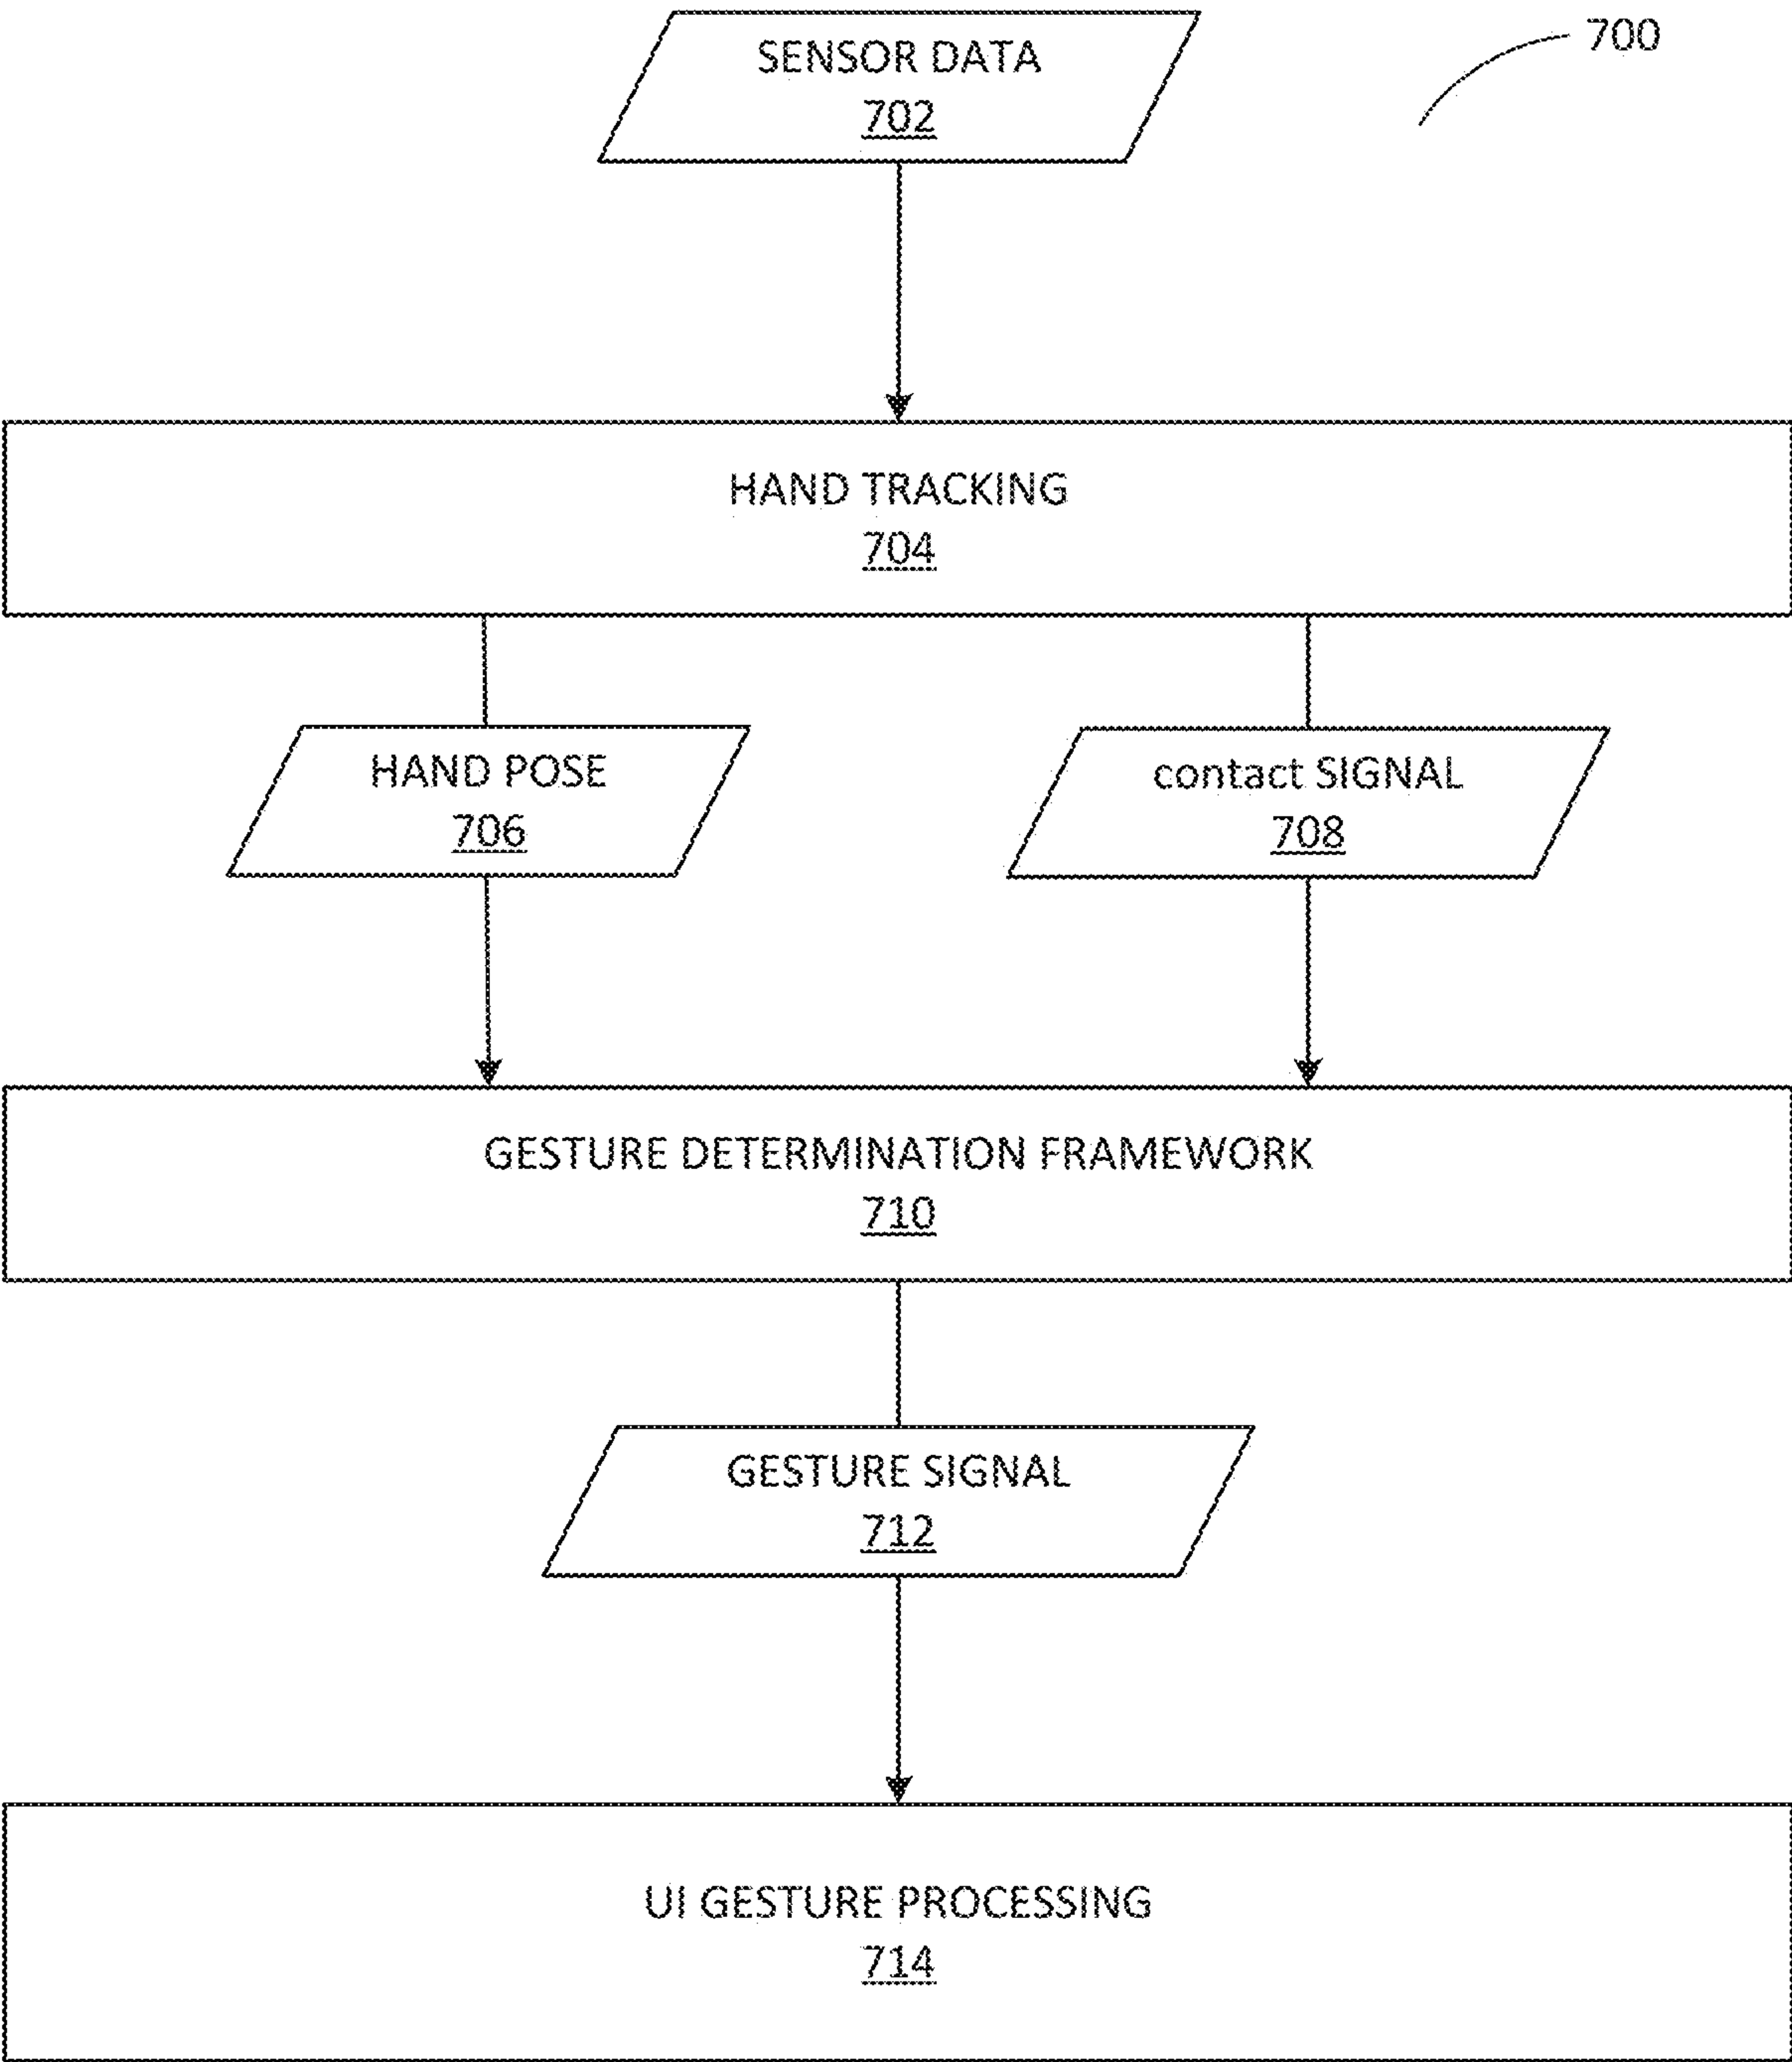 SENSOR DATA
702
700
HAND TRACKING
704
HAND POSE
706
contact SIGNAL
708
GESTURE DETERMINATION FRAMEWORK
710
GESTURE SIGNAL
712
UI GESTURE PROCESSING
714